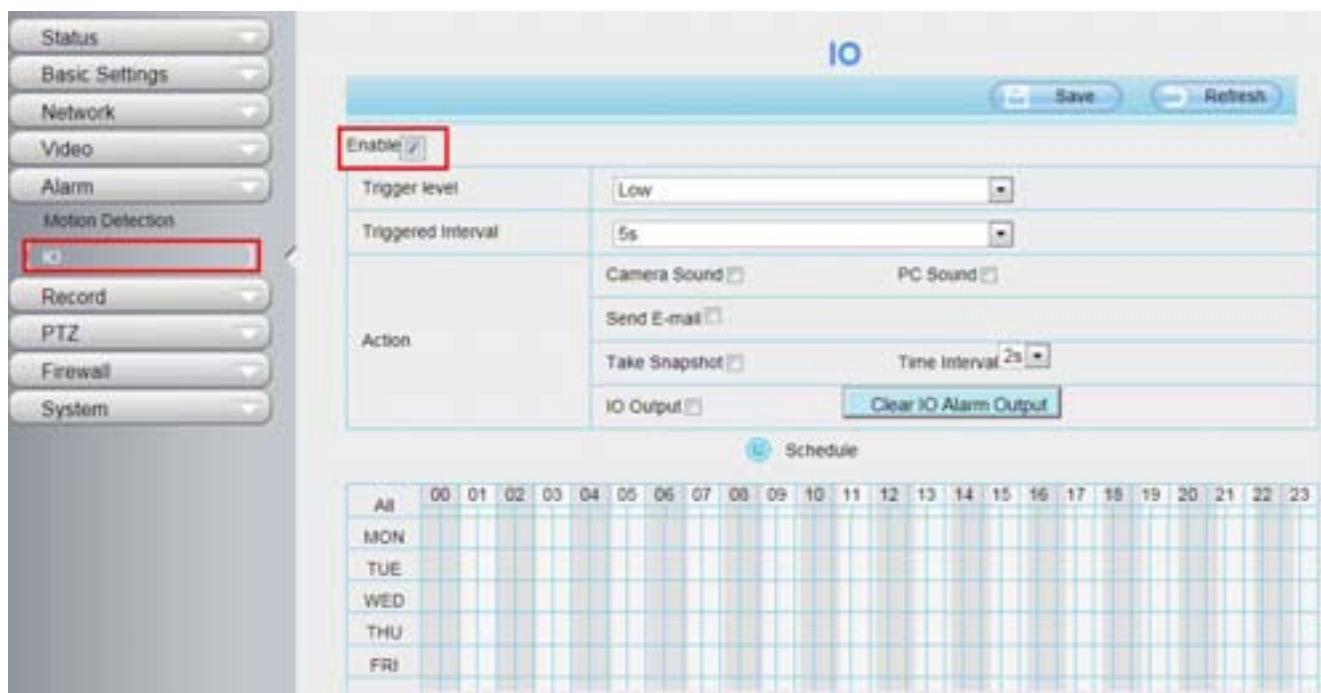 Status
Basic Settings
Network
Video
Alarm
Motion Detection
IO
Record
PTZ
Firewall
System
IO
Save Refresh
Enable
Trigger level Low
Triggered Interval 5s
Action
Camera Sound PC Sound
Send E-mail
Take Snapshot Time Interval 2s
IO Output Clear IO Alarm Output
Schedule
All 00 01 02 03 04 05 06 07 08 09 10 11 12 13 14 15 16 17 18 19 20 21 22 23
MON
TUE
WED
THU
FRI